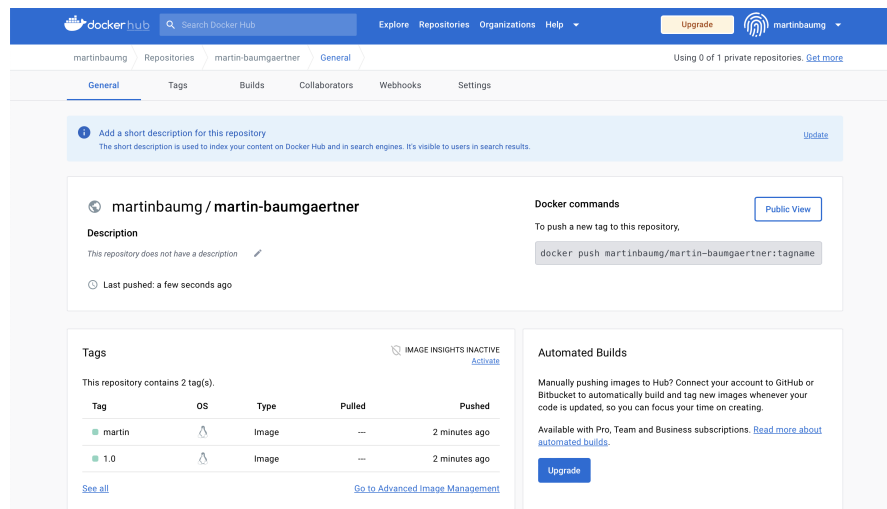 docker hub
Search Docker Hub
Explore Repositories Organizations Help
Upgrade
martinbaumg
martinbaumg Repositories martin-baumgaertner General
Using 0 of 1 private repositories. Get more
General Tags Builds Collaborators Webhooks Settings
Add a short description for this repository
The short description is used to index your content on Docker Hub and in search engines. It's visible to users in search results.
Update
martinbaumg / martin-baumgaertner
Description
This repository does not have a description
Last pushed: a few seconds ago
Docker commands
Public View
To push a new tag to this repository,
docker push martinbaumg/martin-baumgaertner:tagname
Tags
IMAGE INSIGHTS INACTIVE
Activate
This repository contains 2 tag(s).
Tag OS Type Pulled Pushed
martin Image --- 2 minutes ago
1.0 Image --- 2 minutes ago
See all
Go to Advanced Image Management
Automated Builds
Manually pushing images to Hub? Connect your account to GitHub or
Bitbucket to automatically build and tag new images whenever your
code is updated, so you can focus your time on creating.
Available with Pro, Team and Business subscriptions. Read more about
automated builds.
Upgrade